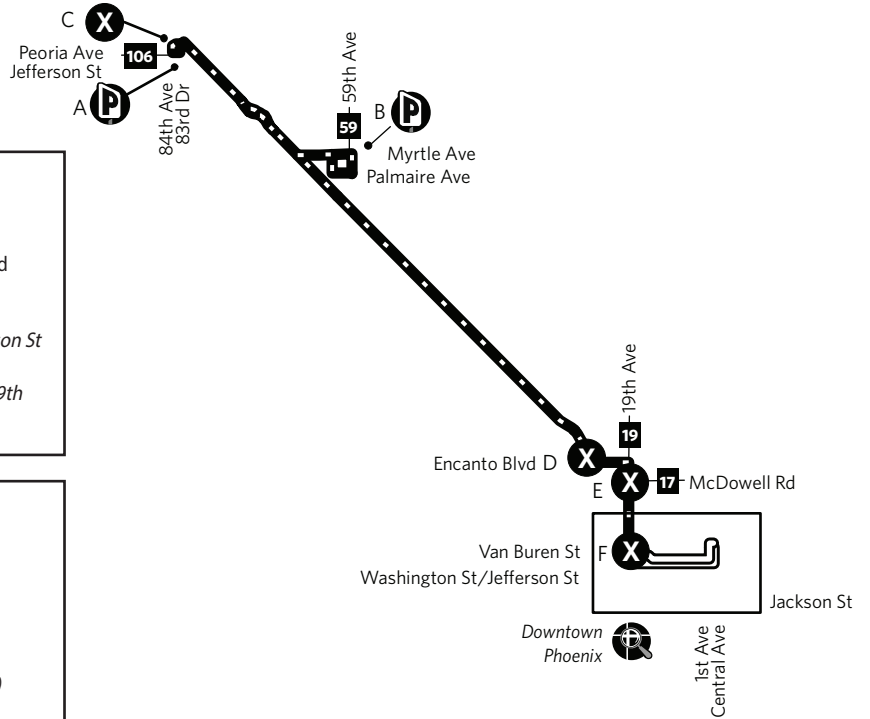 C X
Peoria Ave
Jefferson St
106
A P
84th Ave
83rd Dr
59th Ave
59
B P
Myrtle Ave
Palmaire Ave
d
on St
9th
19th Ave
19
Encanto Blvd D X
E X
17 McDowell Rd
Van Buren St F X
Washington St/Jefferson St
Jackson St
Downtown
Phoenix
1st Ave
Central Ave
)